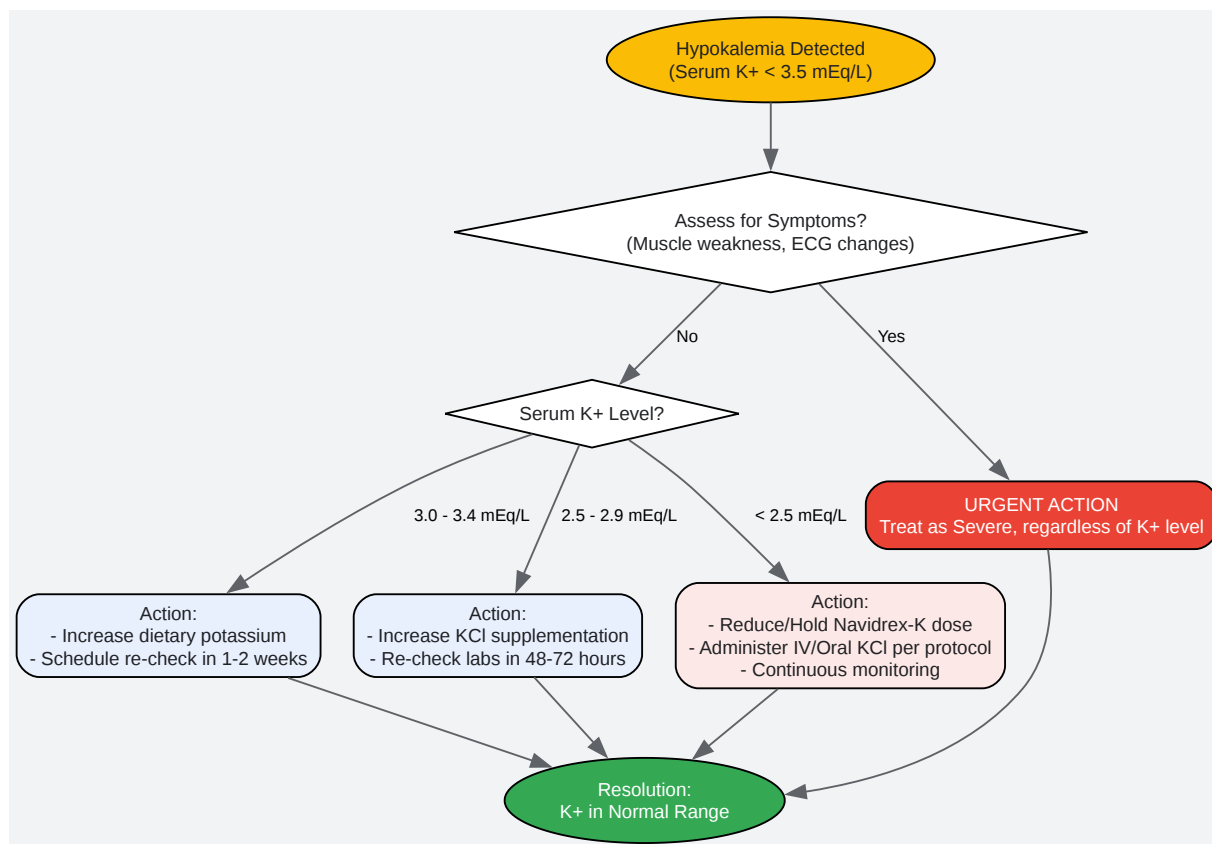 Hypokalemia Detected
(Serum K+ < 3.5 mEq/L)
Assess for Symptoms?
(Muscle weakness, ECG changes)
No
Yes
Serum K+ Level?
3.0 - 3.4 mEq/L
2.5 - 2.9 mEq/L
< 2.5 mEq/L
URGENT ACTION
Treat as Severe, regardless of K+ level
Action:
- Increase dietary potassium
- Schedule re-check in 1-2 weeks
Action:
- Increase KCl supplementation
- Re-check labs in 48-72 hours
Action:
- Reduce/Hold Navidrex-K dose
- Administer IV/Oral KCl per protocol
- Continuous monitoring
Resolution:
K+ in Normal Range